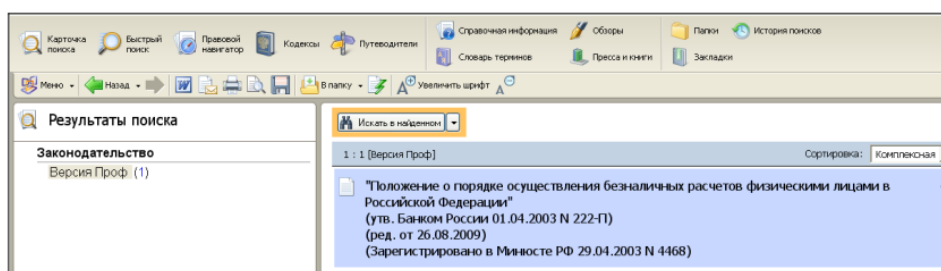 Карточка поиска
Быстрый поиск
Правовой навигатор
Кодексы
Путеводители
Справочная информация
Словарь терминов
Обзоры
Пресса и книги
Папки
История поисков
Закладки
Меню
Назад
В папку
Увеличить шрифт
Результаты поиска
Искать в найденном
Законодательство
Версия Проф (1)
1 : 1 [Версия Проф]
Сортировка: Комплексная
"Положение о порядке осуществления безналичных расчетов физическими лицами в
Российской Федерации"
(утв. Банком России 01.04.2003 N 222-П)
(ред. от 26.08.2009)
(Зарегистрировано в Минюсте РФ 29.04.2003 N 4468)